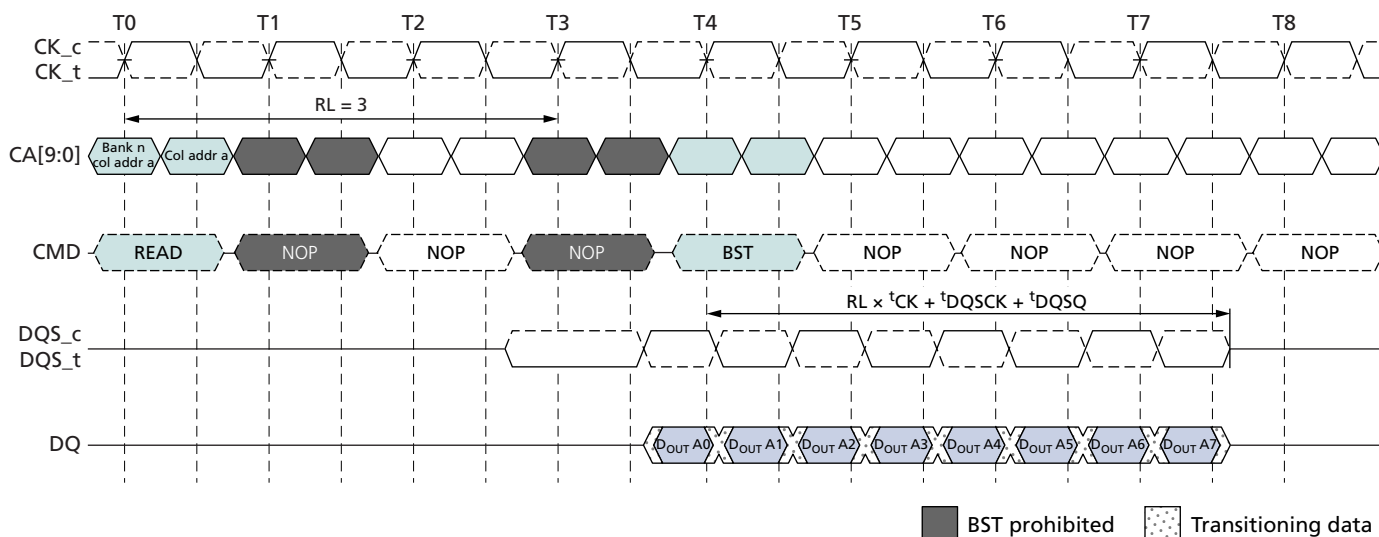 T0 T1 T2 T3 T4 T5 T6 T7 T8
CK_c
CK_t
RL = 3
CA[9:0] Bank n col addr a Col addr a
CMD READ NOP NOP NOP BST NOP NOP NOP NOP
RL × tCK + tDQSCK + tDQSQ
DQS_c
DQS_t
DQ DOUT A0 DOUT A1 DOUT A2 DOUT A3 DOUT A4 DOUT A5 DOUT A6 DOUT A7
BST prohibited Transitioning data